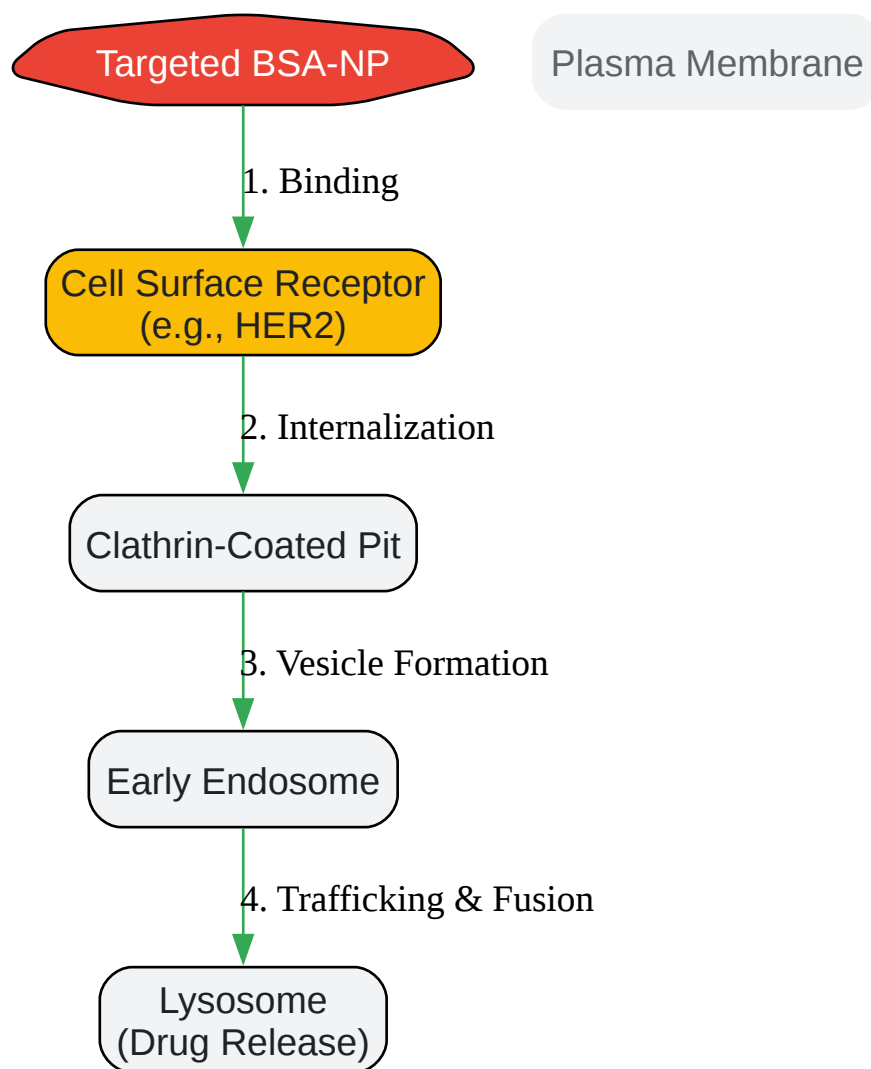 Targeted BSA-NP
Plasma Membrane
1. Binding
Cell Surface Receptor
(e.g., HER2)
2. Internalization
Clathrin-Coated Pit
3. Vesicle Formation
Early Endosome
4. Trafficking & Fusion
Lysosome
(Drug Release)